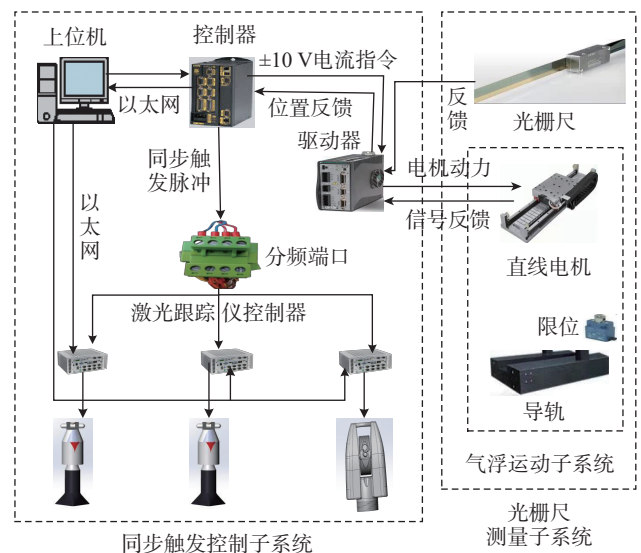 上位机
控制器
±10 V电流指令
以太网
位置反馈
反
馈
光栅尺
驱动器
同步触
发脉冲
电机动力
信号反馈
以
太
网
分频端口
直线电机
激光跟踪仪控制器
限位
导轨
气浮运动子系统
同步触发控制子系统
光栅尺
测量子系统